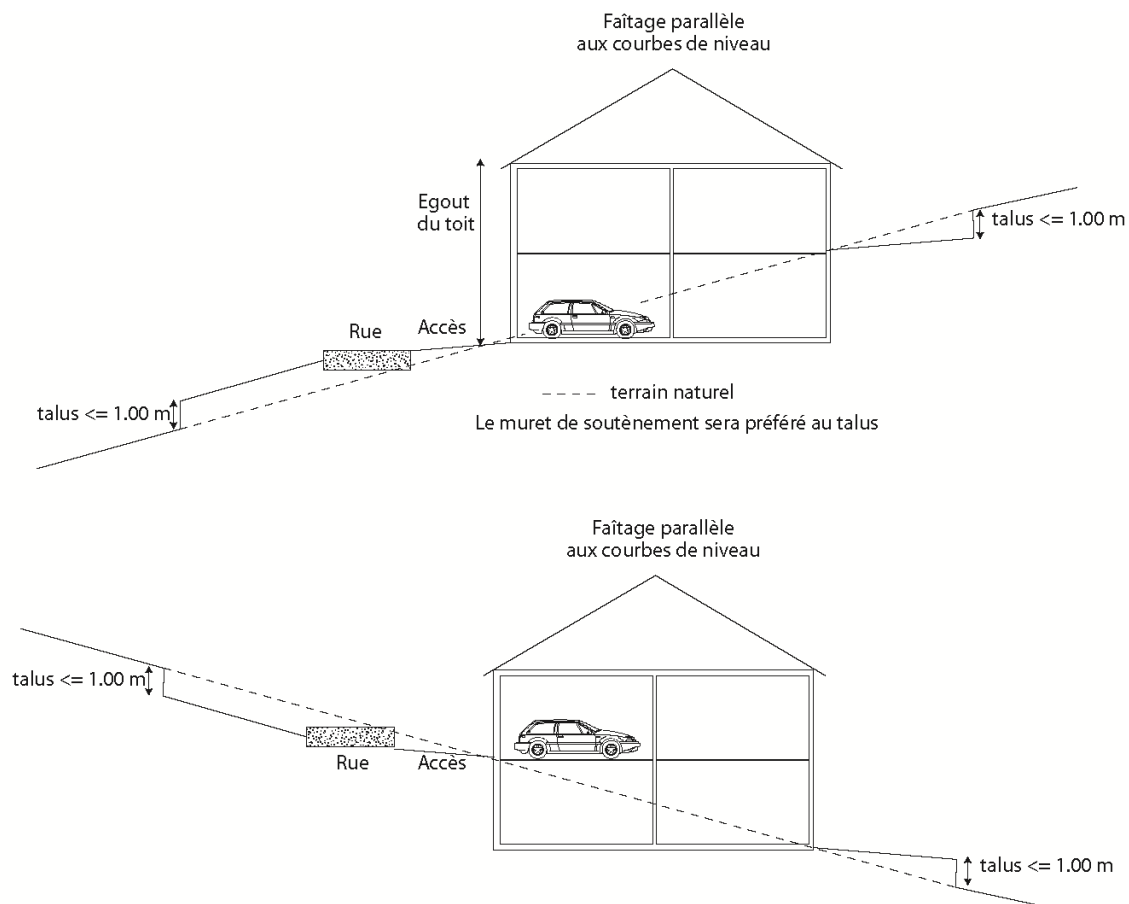 Faîtage parallèle
aux courbes de niveau
Egout
du toit
talus <= 1.00 m
Rue
Accès
talus <= 1.00 m
terrain naturel
Le muret de soutènement sera préféré au talus
Faîtage parallèle
aux courbes de niveau
talus <= 1.00 m
Rue
Accès
talus <= 1.00 m